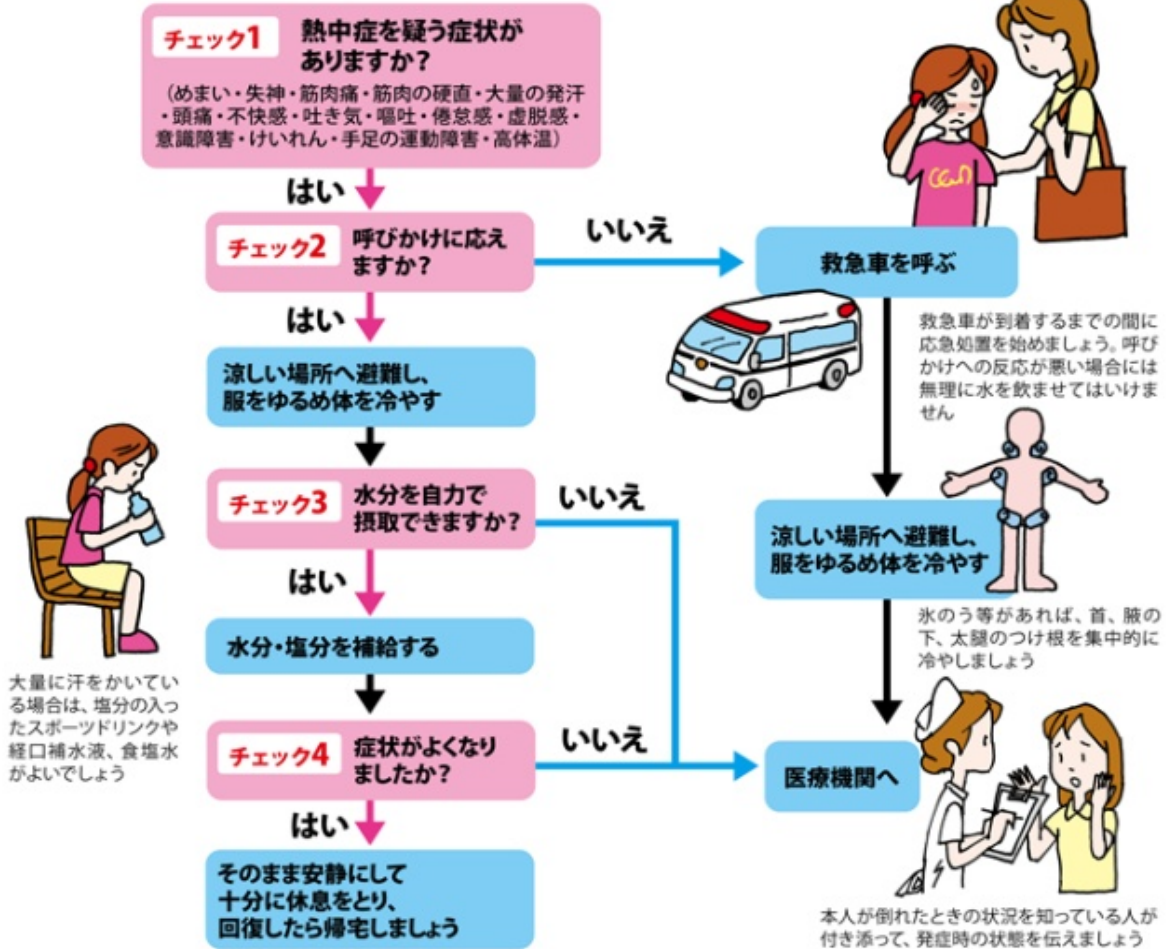 チェック1
熱中症を疑う症状が
ありますか?
(めまい・失神・筋肉痛・筋肉の硬直・大量の発汗
・頭痛・不快感・吐き気・嘔吐・倦怠感・虚脱感・
意識障害・けいれん・手足の運動障害・高体温)
はい
チェック2
呼びかけに応え
ますか?
いいえ
救急車を呼ぶ
救急車が到着するまでの間に
応急処置を始めましょう。呼び
かけへの反応が悪い場合には
無理に水を飲ませてはいけま
せん
はい
涼しい場所へ避難し、
服をゆるめ体を冷やす
チェック3
水分を自力で
摂取できますか?
いいえ
涼しい場所へ避難し、
服をゆるめ体を冷やす
氷のう等があれば、首、腋の
下、太腿のつけ根を集中的に
冷やしましょう
はい
水分・塩分を補給する
大量に汗をかいてい
る場合は、塩分の入っ
たスポーツドリンクや
経口補水液、食塩水
がよいでしょう
チェック4
症状がよくなり
ましたか?
いいえ
医療機関へ
はい
そのまま安静にして
十分に休息をとり、
回復したら帰宅しましょう
本人が倒れたときの状況を知っている人が
付き添って、発症時の状態を伝えましょう